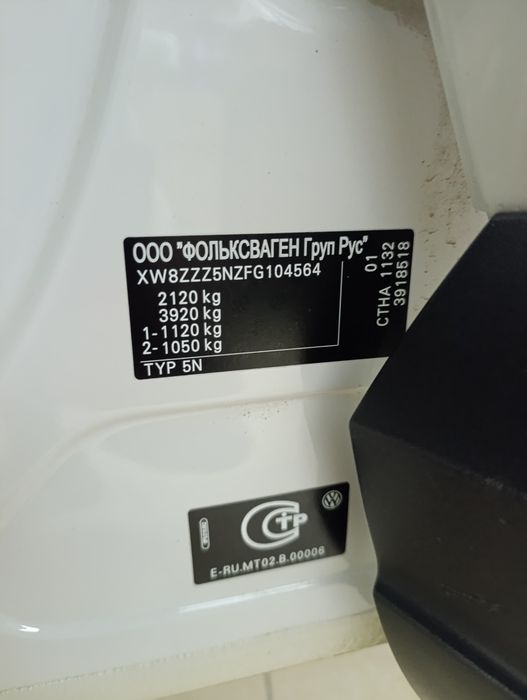 ООО "ФОЛЬКСВАГЕН Груп Рус"
XW8ZZZ5NZFG104564
2120 kg
3920 kg
1- 1120 kg
2- 1050 kg
TYP 5N
01
CTHA 1132
3918518
СТР
E-RU.MT02.B.00006